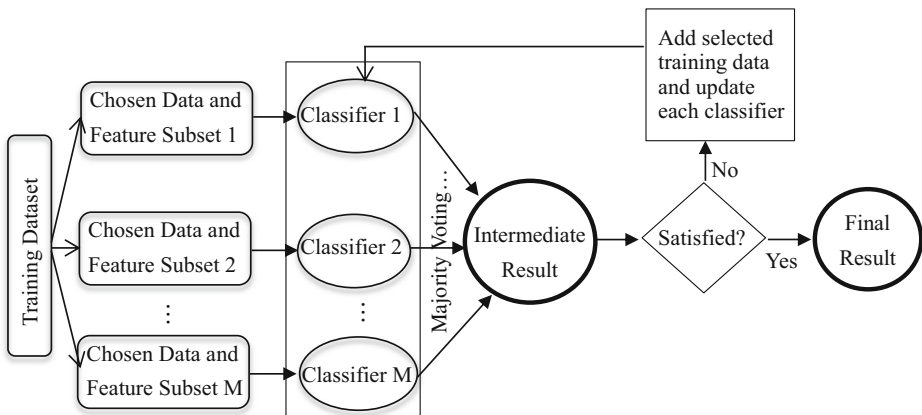 Training Dataset
Chosen Data and
Feature Subset 1
Chosen Data and
Feature Subset 2
⋮
Chosen Data and
Feature Subset M
Classifier 1
Classifier 2
⋮
Classifier M
Majority Voting…
Intermediate
Result
Satisfied?
No
Add selected
training data
and update
each classifier
Yes
Final
Result